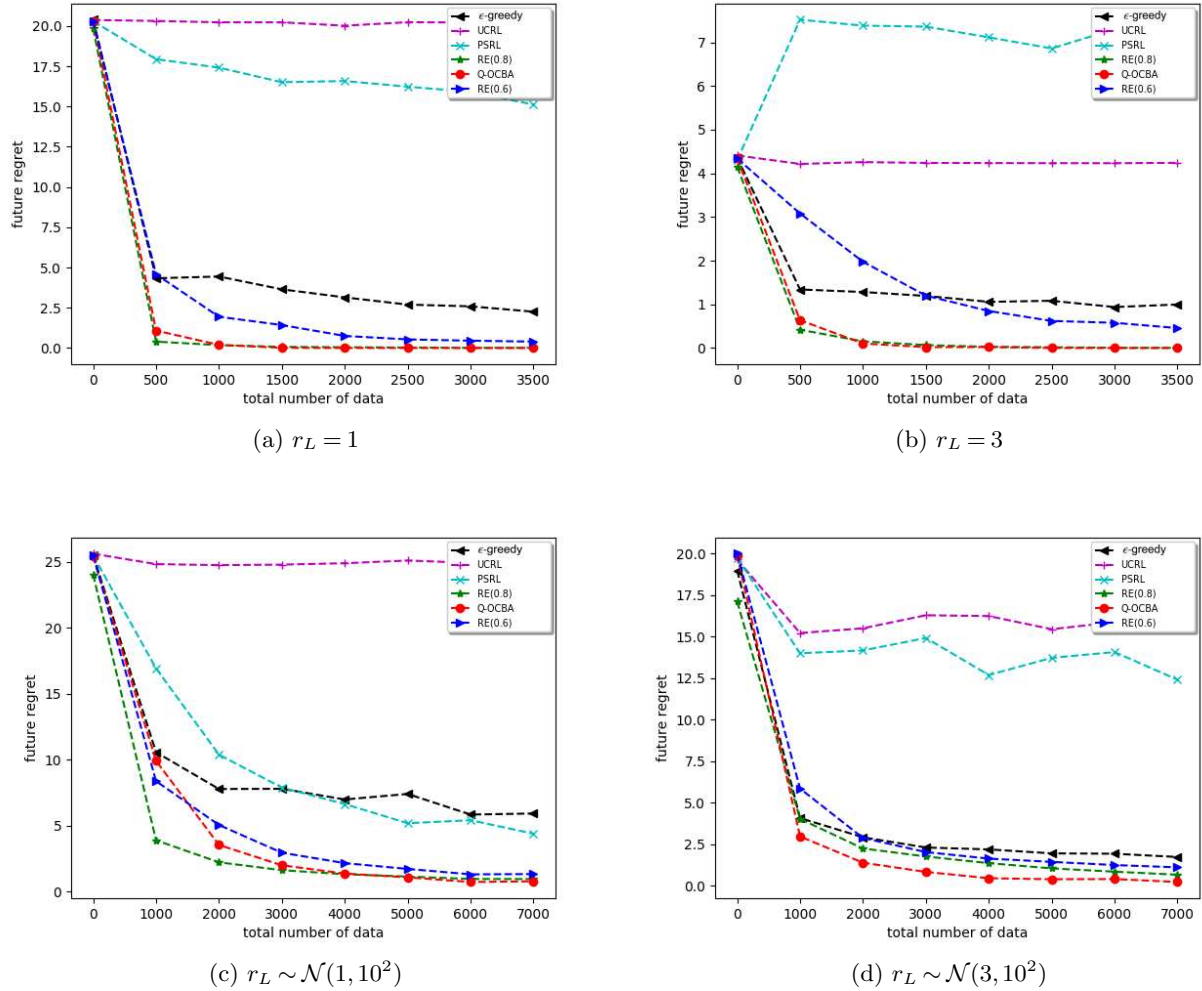 20.0
17.5
15.0
12.5
10.0
7.5
5.0
2.5
0.0
future regret
0 500 1000 1500 2000 2500 3000 3500
total number of data
ϵ-greedy
UCRL
PSRL
RE(0.8)
Q-OCBA
RE(0.6)
(a) r_L = 1
7
6
5
4
3
2
1
0
future regret
0 500 1000 1500 2000 2500 3000 3500
total number of data
ϵ-greedy
UCRL
PSRL
RE(0.8)
Q-OCBA
RE(0.6)
(b) r_L = 3
25
20
15
10
5
0
future regret
0 1000 2000 3000 4000 5000 6000 7000
total number of data
ϵ-greedy
UCRL
PSRL
RE(0.8)
Q-OCBA
RE(0.6)
(c) r_L ∼ 𝒩(1, 10²)
20.0
17.5
15.0
12.5
10.0
7.5
5.0
2.5
0.0
future regret
0 1000 2000 3000 4000 5000 6000 7000
total number of data
ϵ-greedy
UCRL
PSRL
RE(0.8)
Q-OCBA
RE(0.6)
(d) r_L ∼ 𝒩(3, 10²)